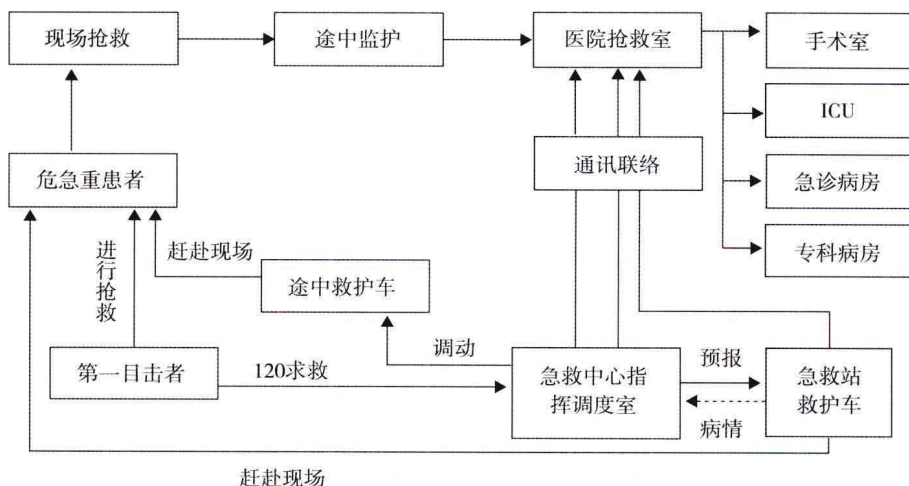 现场抢救
途中监护
医院抢救室
手术室
ICU
急诊病房
专科病房
通讯联络
危急重患者
进行抢救
赶赴现场
途中救护车
调动
第一目击者
120求救
急救中心指
挥调度室
预报
病情
急救站
救护车
赶赴现场